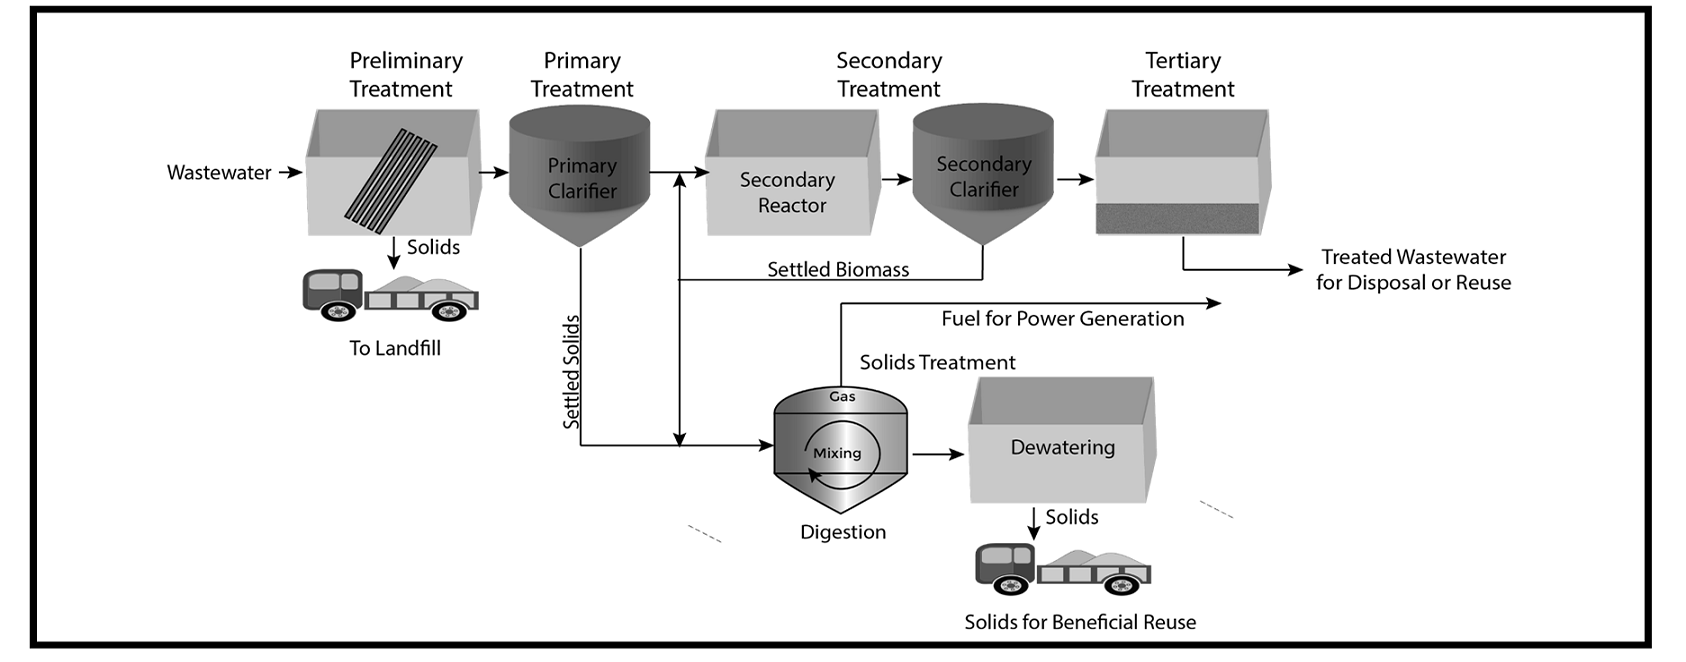 Preliminary
Treatment
Primary
Treatment
Secondary
Treatment
Tertiary
Treatment
Wastewater
Primary
Clarifier
Secondary
Reactor
Secondary
Clarifier
Solids
To Landfill
Settled Biomass
Treated Wastewater
for Disposal or Reuse
Settled Solids
Fuel for Power Generation
Solids Treatment
Gas
Mixing
Digestion
Dewatering
Solids
Solids for Beneficial Reuse